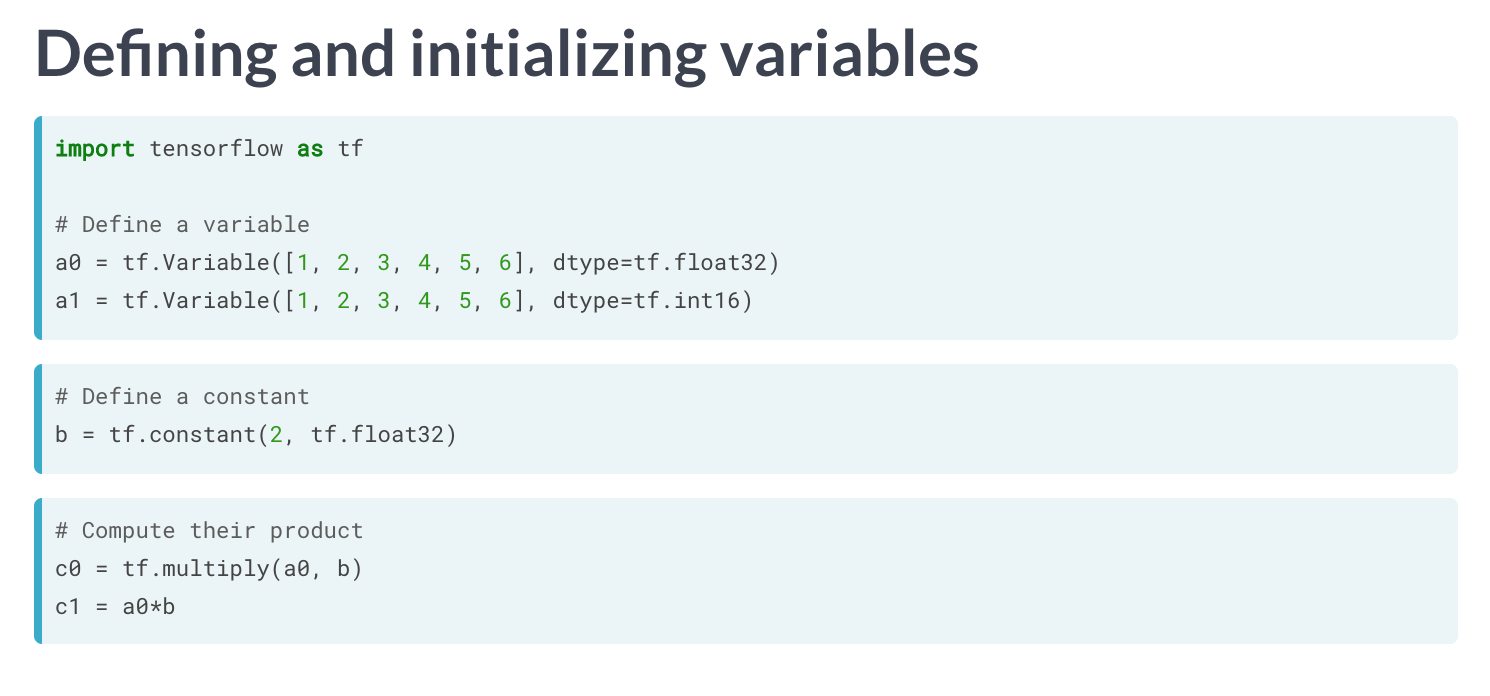 Defining and initializing variables
import tensorflow as tf
# Define a variable
a0 = tf.Variable([1, 2, 3, 4, 5, 6], dtype=tf.float32)
a1 = tf.Variable([1, 2, 3, 4, 5, 6], dtype=tf.int16)
# Define a constant
b = tf.constant(2, tf.float32)
# Compute their product
c0 = tf.multiply(a0, b)
c1 = a0*b